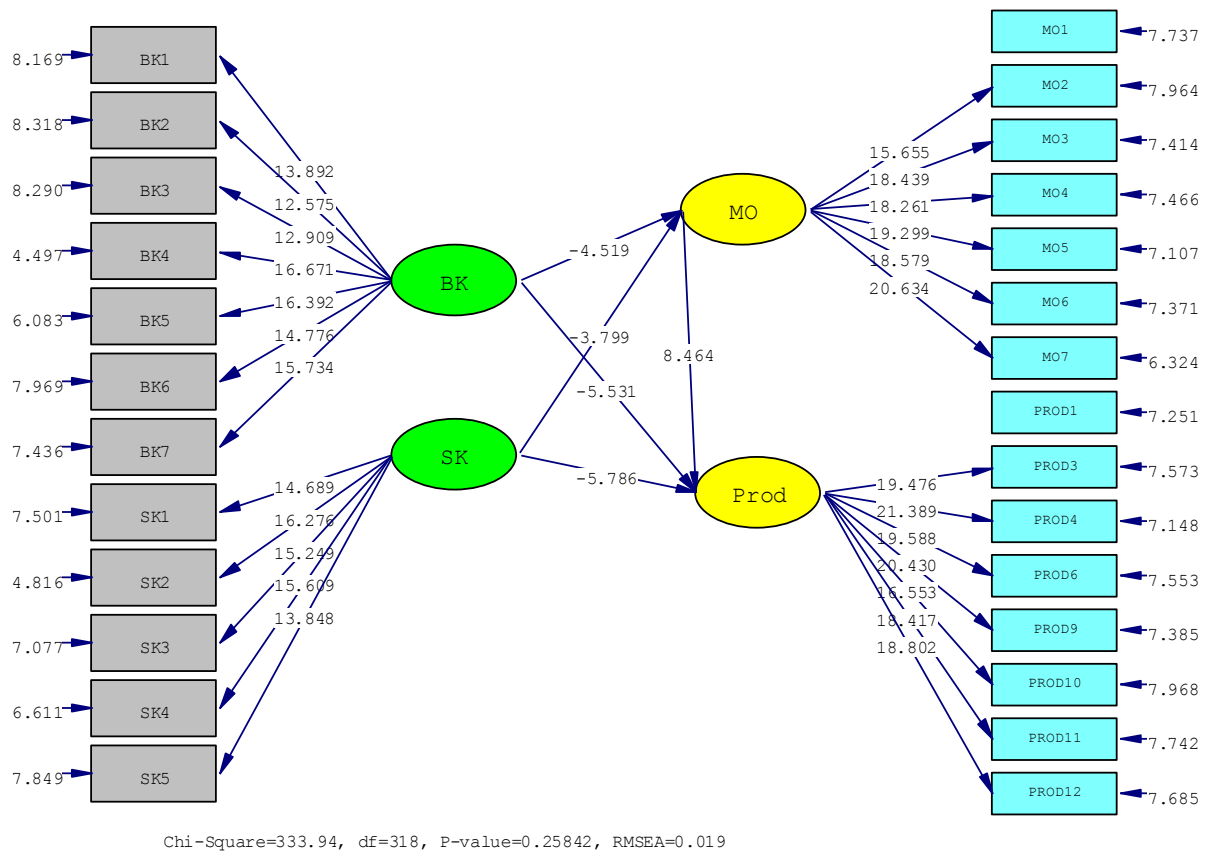 8.169 BK1
8.318 BK2
8.290 BK3
4.497 BK4
6.083 BK5
7.969 BK6
7.436 BK7
7.501 SK1
4.816 SK2
7.077 SK3
6.611 SK4
7.849 SK5
13.892
12.575
12.909
16.671
16.392
14.776
15.734
14.689
16.276
15.249
15.609
13.848
BK
SK
-4.519
-3.799
-5.531
-5.786
8.464
MO
Prod
15.655
18.439
18.261
19.299
18.579
20.634
19.476
21.389
19.588
20.430
16.553
18.417
18.802
MO1 7.737
MO2 7.964
MO3 7.414
MO4 7.466
MO5 7.107
MO6 7.371
MO7 6.324
PROD1 7.251
PROD3 7.573
PROD4 7.148
PROD6 7.553
PROD9 7.385
PROD10 7.968
PROD11 7.742
PROD12 7.685
Chi-Square=333.94, df=318, P-value=0.25842, RMSEA=0.019